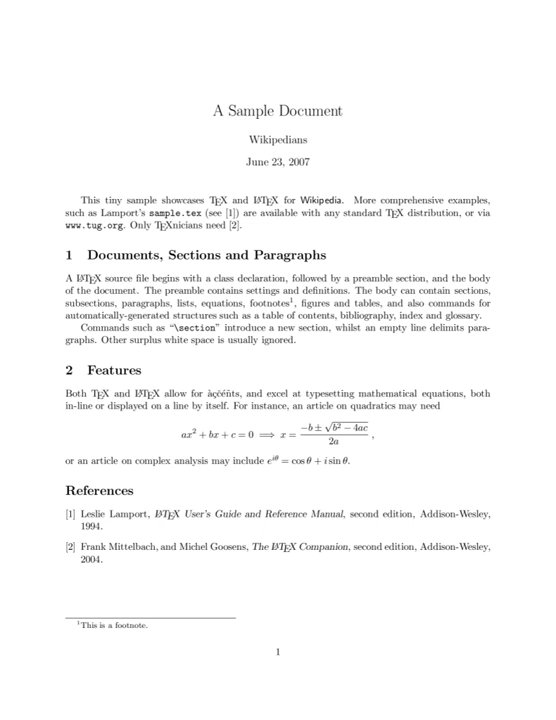 A Sample Document
Wikipedians
June 23, 2007
This tiny sample showcases TEX and LATEX for Wikipedia. More comprehensive examples,
such as Lamport's sample.tex (see [1]) are available with any standard TEX distribution, or via
www.tug.org. Only TEXnicians need [2].
1 Documents, Sections and Paragraphs
A LATEX source file begins with a class declaration, followed by a preamble section, and the body
of the document. The preamble contains settings and definitions. The body can contain sections,
subsections, paragraphs, lists, equations, footnotes¹, figures and tables, and also commands for
automatically-generated structures such as a table of contents, bibliography, index and glossary.
Commands such as “\section” introduce a new section, whilst an empty line delimits para-
graphs. Other surplus white space is usually ignored.
2 Features
Both TEX and LATEX allow for and excel at typesetting mathematical equations, both
in-line or displayed on a line by itself. For instance, an article on quadratics may need
ax² + bx + c = 0 ⟹ x = (−b ± √(b² − 4ac)) / 2a ,
or an article on complex analysis may include e^{iθ} = cos θ + i sin θ.
References
[1] Leslie Lamport, LATEX User's Guide and Reference Manual, second edition, Addison-Wesley,
1994.
[2] Frank Mittelbach, and Michel Goosens, The LATEX Companion, second edition, Addison-Wesley,
2004.
¹This is a footnote.
1